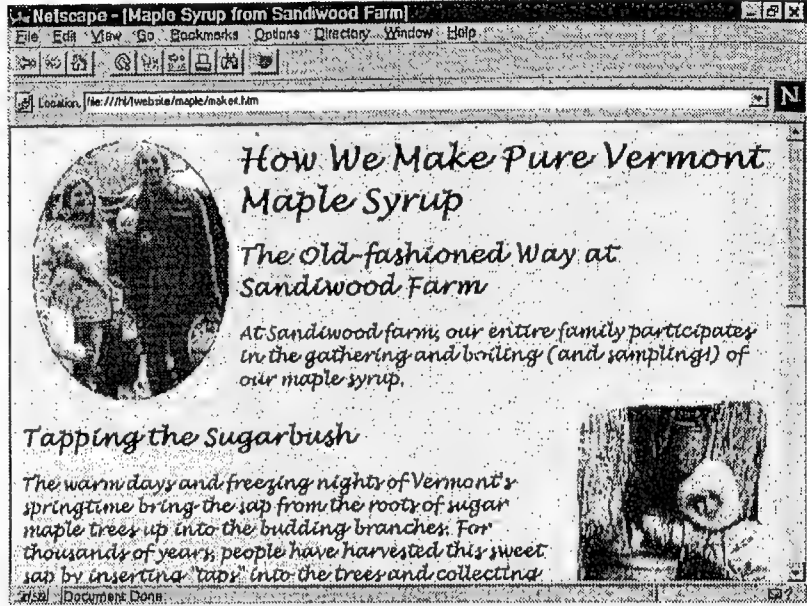 Netscape - [Maple Syrup from Sandiwood Farm]
File Edit View Go Bookmarks Options Directory Window Help
Location: file:///hl/1website/maple/maker.htm
N
How We Make Pure Vermont
Maple Syrup
The Old-fashioned Way at
Sandiwood Farm
At Sandiwood farm, our entire family participates
in the gathering and boiling (and sampling!) of
our maple syrup.
Tapping the Sugarbush
The warm days and freezing nights of Vermont's
springtime bring the sap from the roots of sugar
maple trees up into the budding branches. For
thousands of years, people have harvested this sweet
sap by inserting "taps" into the trees and collecting
Document Done